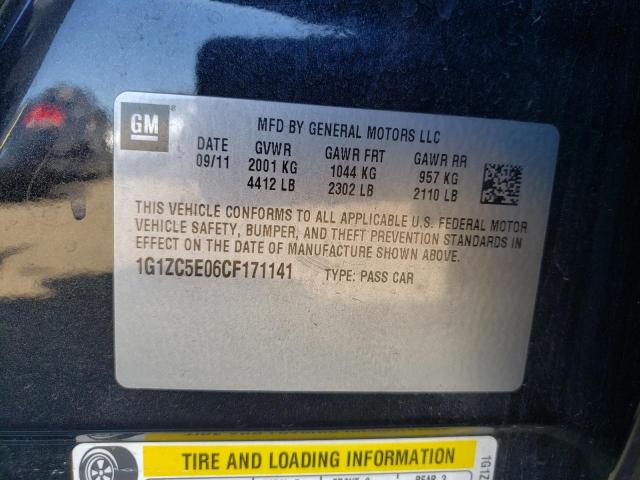 GM ®
MFD BY GENERAL MOTORS LLC
DATE GVWR GAWR FRT GAWR RR
09/11 2001 KG 1044 KG 957 KG
4412 LB 2302 LB 2110 LB
THIS VEHICLE CONFORMS TO ALL APPLICABLE U.S. FEDERAL MOTOR
VEHICLE SAFETY, BUMPER, AND THEFT PREVENTION STANDARDS IN
EFFECT ON THE DATE OF MANUFACTURE SHOWN ABOVE.
1G1ZC5E06CF171141 TYPE: PASS CAR
TIRE AND LOADING INFORMATION
1G1Z